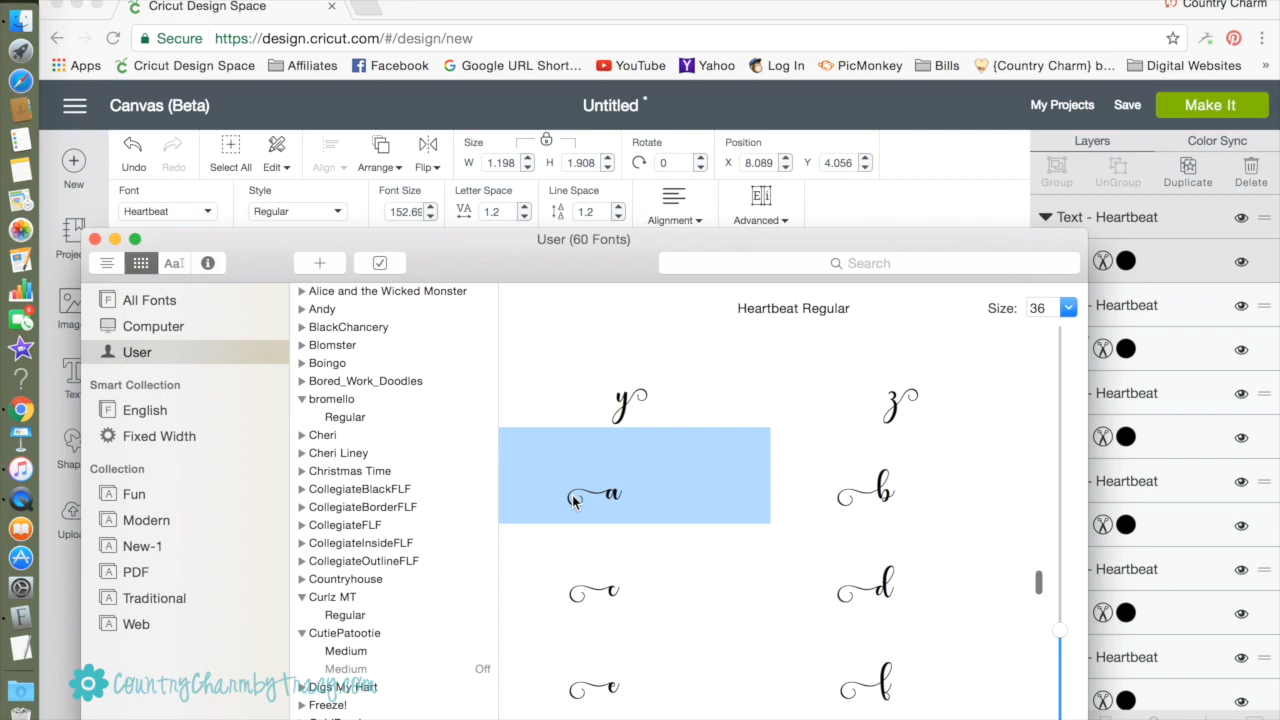 Cricut Design Space
Country Charm
Secure https://design.cricut.com/#/design/new
Apps Cricut Design Space Affiliates Facebook Google URL Short... YouTube Yahoo Log In PicMonkey Bills {Country Charm} b... Digital Websites »
Canvas (Beta) Untitled * My Projects Save Make It
Undo Redo Select All Edit Align Arrange Flip
Size W 1.198 H 1.908
Rotate 0
Position X 8.089 Y 4.056
Layers Color Sync
Group UnGroup Duplicate Delete
New
Font Heartbeat
Style Regular
Font Size 152.69
Letter Space VA 1.2
Line Space 1.2
Alignment Advanced
Text - Heartbeat
- Heartbeat
- Heartbeat
- Heartbeat
- Heartbeat
- Heartbeat
User (60 Fonts)
Search
All Fonts
Computer
User
Smart Collection
English
Fixed Width
Collection
Fun
Modern
New-1
PDF
Traditional
Web
Alice and the Wicked Monster
Andy
BlackChancery
Blomster
Boingo
Bored_Work_Doodles
bromello
Regular
Cheri
Cheri Liney
Christmas Time
CollegiateBlackFLF
CollegiateBorderFLF
CollegiateFLF
CollegiateInsideFLF
CollegiateOutlineFLF
Countryhouse
Curlz MT
Regular
CutiePatootie
Medium
Medium Off
Digs My Hart
Freeze!
Heartbeat Regular
Size: 36
y z
a b
c d
e f
CountryCharmbytracy.com